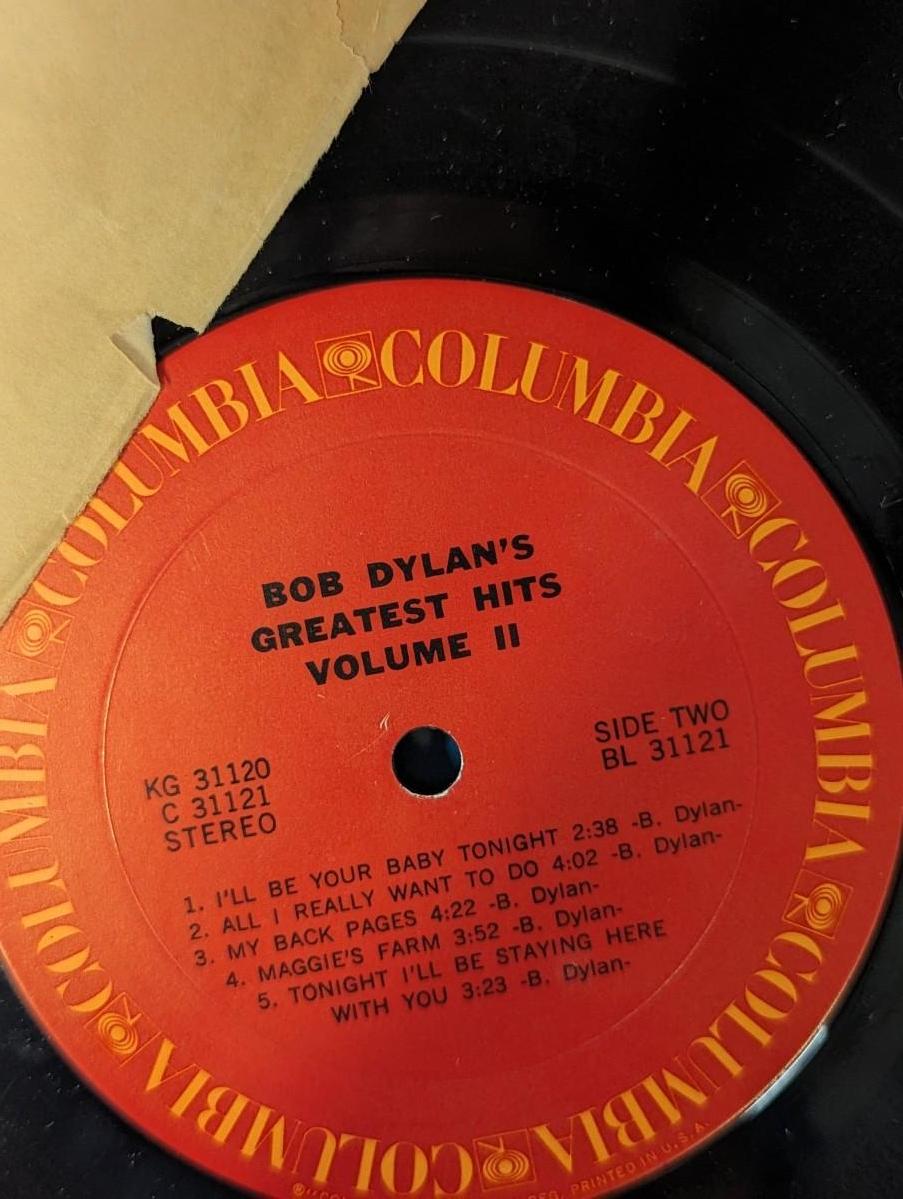 COLUMBIA COLUMBIA COLUMBIA COLUMBIA COLUMBIA COLUMBIA
BOB DYLAN'S
GREATEST HITS
VOLUME II
KG 31120
C 31121
STEREO
SIDE TWO
BL 31121
1. I'LL BE YOUR BABY TONIGHT 2:38 -B. Dylan-
2. ALL I REALLY WANT TO DO 4:02 -B. Dylan-
3. MY BACK PAGES 4:22 -B. Dylan-
4. MAGGIE'S FARM 3:52 -B. Dylan-
5. TONIGHT I'LL BE STAYING HERE
WITH YOU 3:23 -B. Dylan-
REG. PRINTED IN U.S.A.